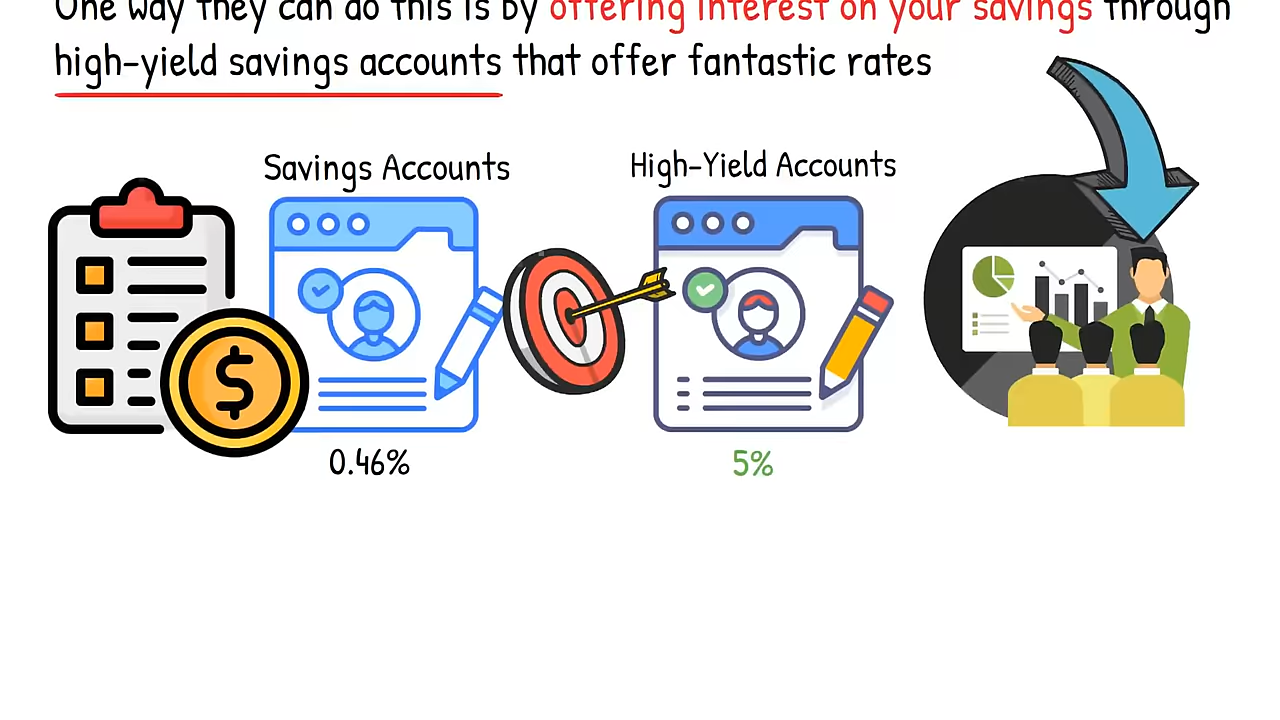 One way they can do this is by offering interest on your savings through
high-yield savings accounts that offer fantastic rates
Savings Accounts
High-Yield Accounts
$
0.46%
5%